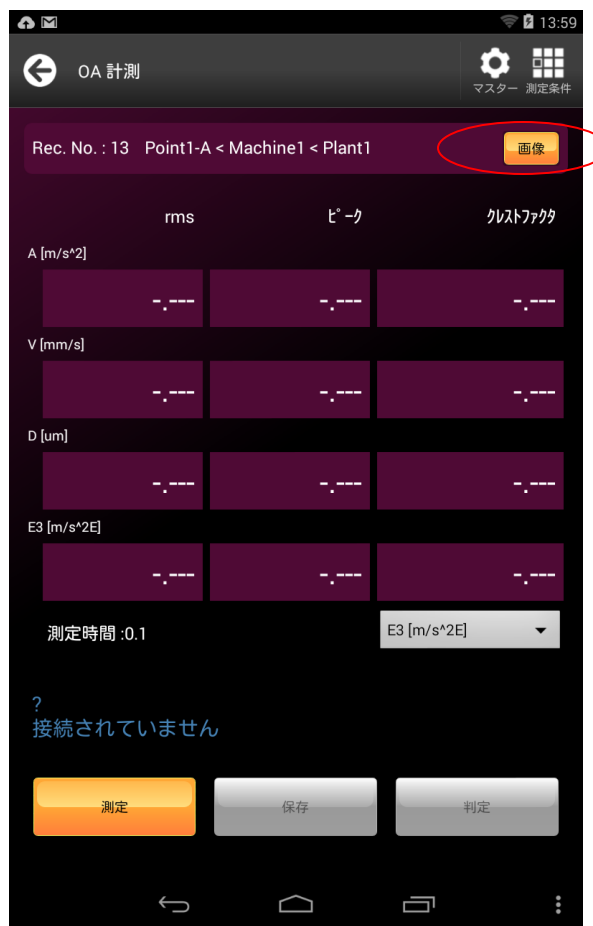 13:59
OA 計測
マスター 測定条件
Rec. No. : 13 Point1-A < Machine1 < Plant1 画像
rms ﾋﾟｰｸ ｸﾚｽﾄﾌｧｸﾀ
A [m/s^2]
-.--- -.--- -.---
V [mm/s]
-.--- -.--- -.---
D [um]
-.--- -.--- -.---
E3 [m/s^2E]
-.--- -.--- -.---
測定時間 :0.1 E3 [m/s^2E]
?
接続されていません
測定 保存 判定